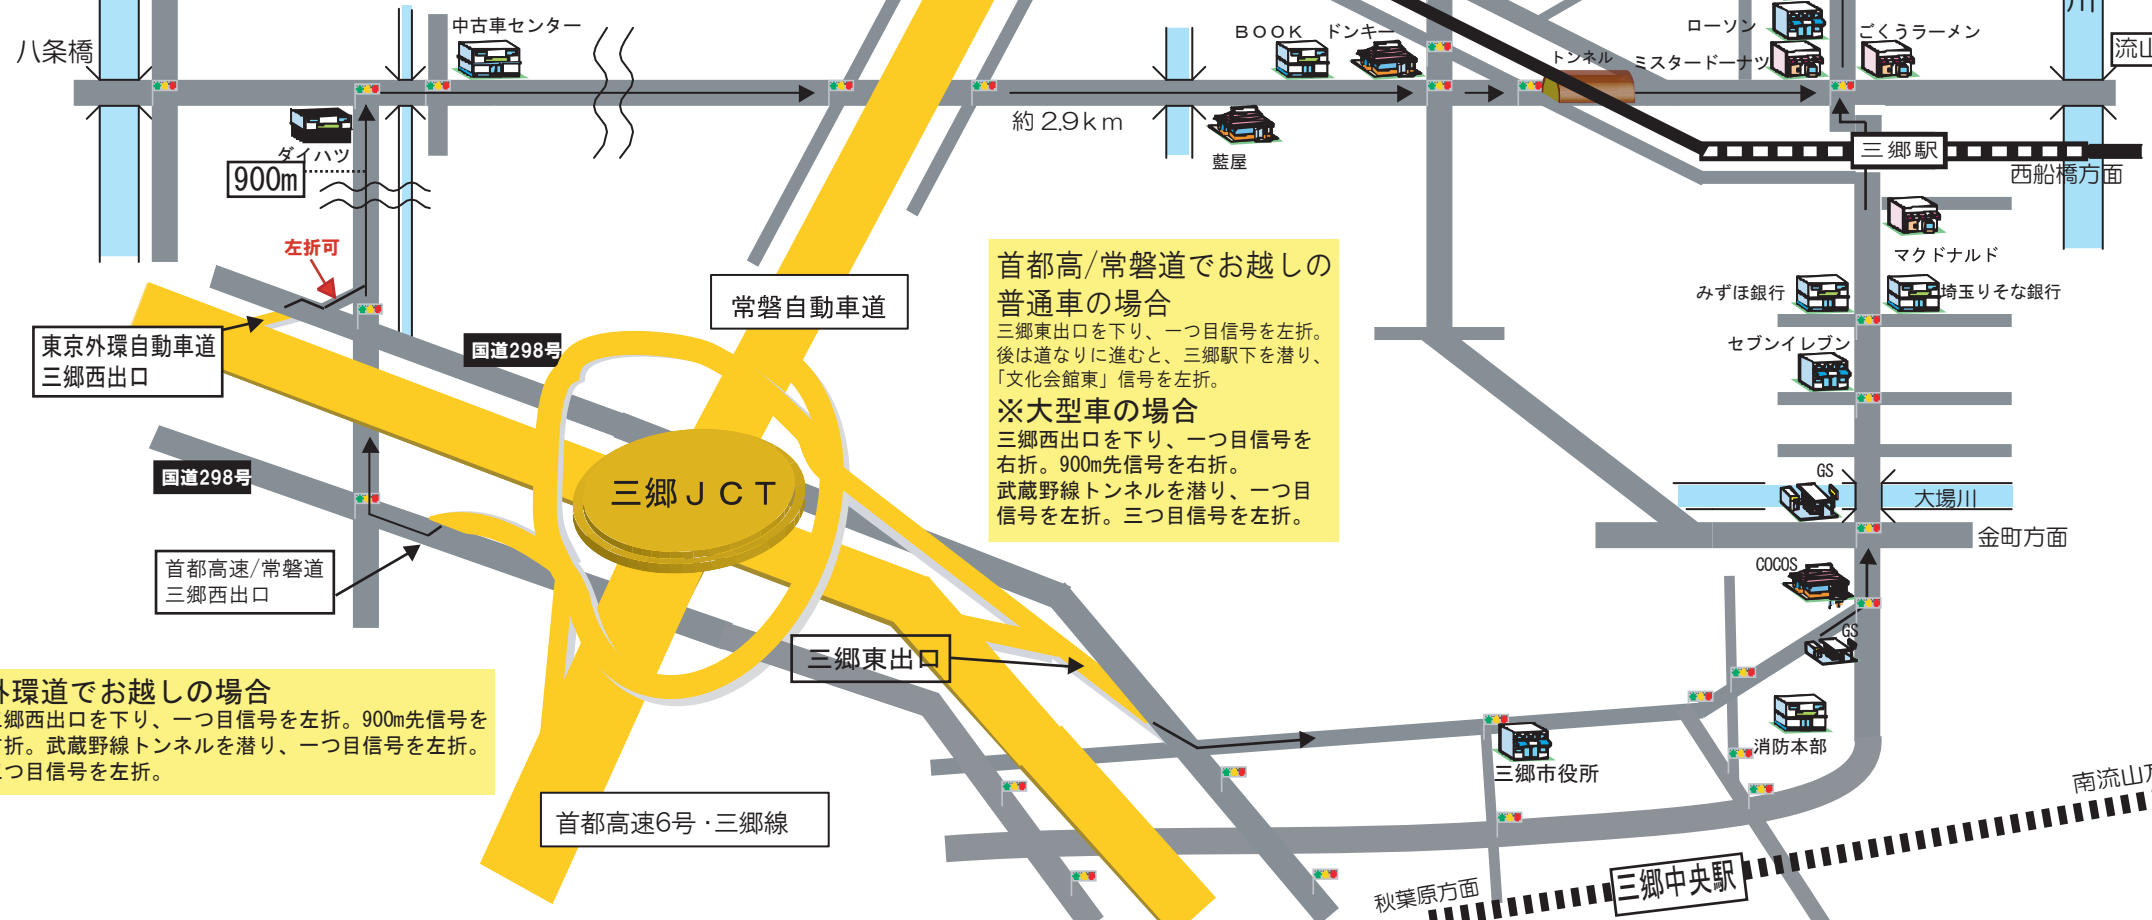 中古車センター
八条橋
BOOK
ドンキー
ローソン
ごくうラーメン
川
流山
トンネル
ミスタードーナツ
約 2.9km
ダイハツ
藍屋
三郷駅
900m
西船橋方面
左折可
マクドナルド
首都高/常磐道でお越しの
普通車の場合
三郷東出口を下り、一つ目信号を左折。
後は道なりに進むと、三郷駅下を潜り、
「文化会館東」信号を左折。
※大型車の場合
三郷西出口を下り、一つ目信号を
右折。900m先信号を右折。
武蔵野線トンネルを潜り、一つ目
信号を左折。三つ目信号を左折。
常磐自動車道
みずほ銀行
埼玉りそな銀行
東京外環自動車道
三郷西出口
国道298号
セブンイレブン
国道298号
三郷JCT
GS
大場川
金町方面
首都高速/常磐道
三郷西出口
COCOS
GS
三郷東出口
外環道でお越しの場合
三郷西出口を下り、一つ目信号を左折。900m先信号を
右折。武蔵野線トンネルを潜り、一つ目信号を左折。
三つ目信号を左折。
消防本部
三郷市役所
首都高速6号・三郷線
南流山方
三郷中央駅
秋葉原方面